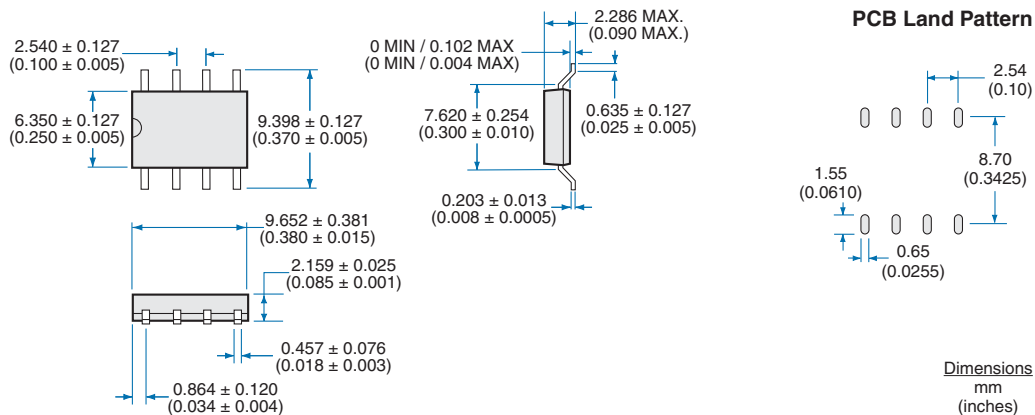 2.540 ± 0.127
(0.100 ± 0.005)
6.350 ± 0.127
(0.250 ± 0.005)
9.398 ± 0.127
(0.370 ± 0.005)
9.652 ± 0.381
(0.380 ± 0.015)
2.159 ± 0.025
(0.085 ± 0.001)
0.457 ± 0.076
(0.018 ± 0.003)
0.864 ± 0.120
(0.034 ± 0.004)
2.286 MAX.
(0.090 MAX.)
0 MIN / 0.102 MAX
(0 MIN / 0.004 MAX)
7.620 ± 0.254
(0.300 ± 0.010)
0.635 ± 0.127
(0.025 ± 0.005)
0.203 ± 0.013
(0.008 ± 0.0005)
PCB Land Pattern
2.54
(0.10)
8.70
(0.3425)
1.55
(0.0610)
0.65
(0.0255)
Dimensions
mm
(inches)